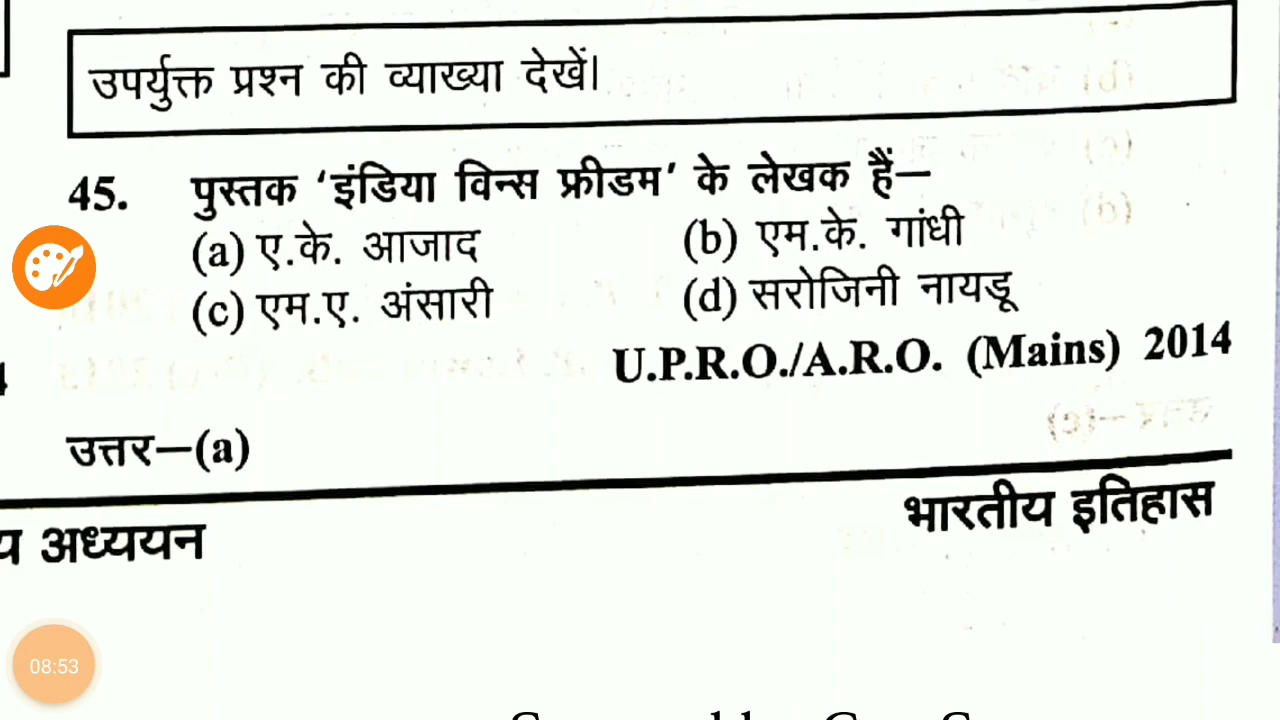 उपर्युक्त प्रश्न की व्याख्या देखें।
45. पुस्तक ‘इंडिया विन्स फ्रीडम’ के लेखक हैं—
(a) ए.के. आजाद (b) एम.के. गांधी
(c) एम.ए. अंसारी (d) सरोजिनी नायडू
U.P.R.O./A.R.O. (Mains) 2014
उत्तर—(a)
भारतीय इतिहास
य अध्ययन
08:53